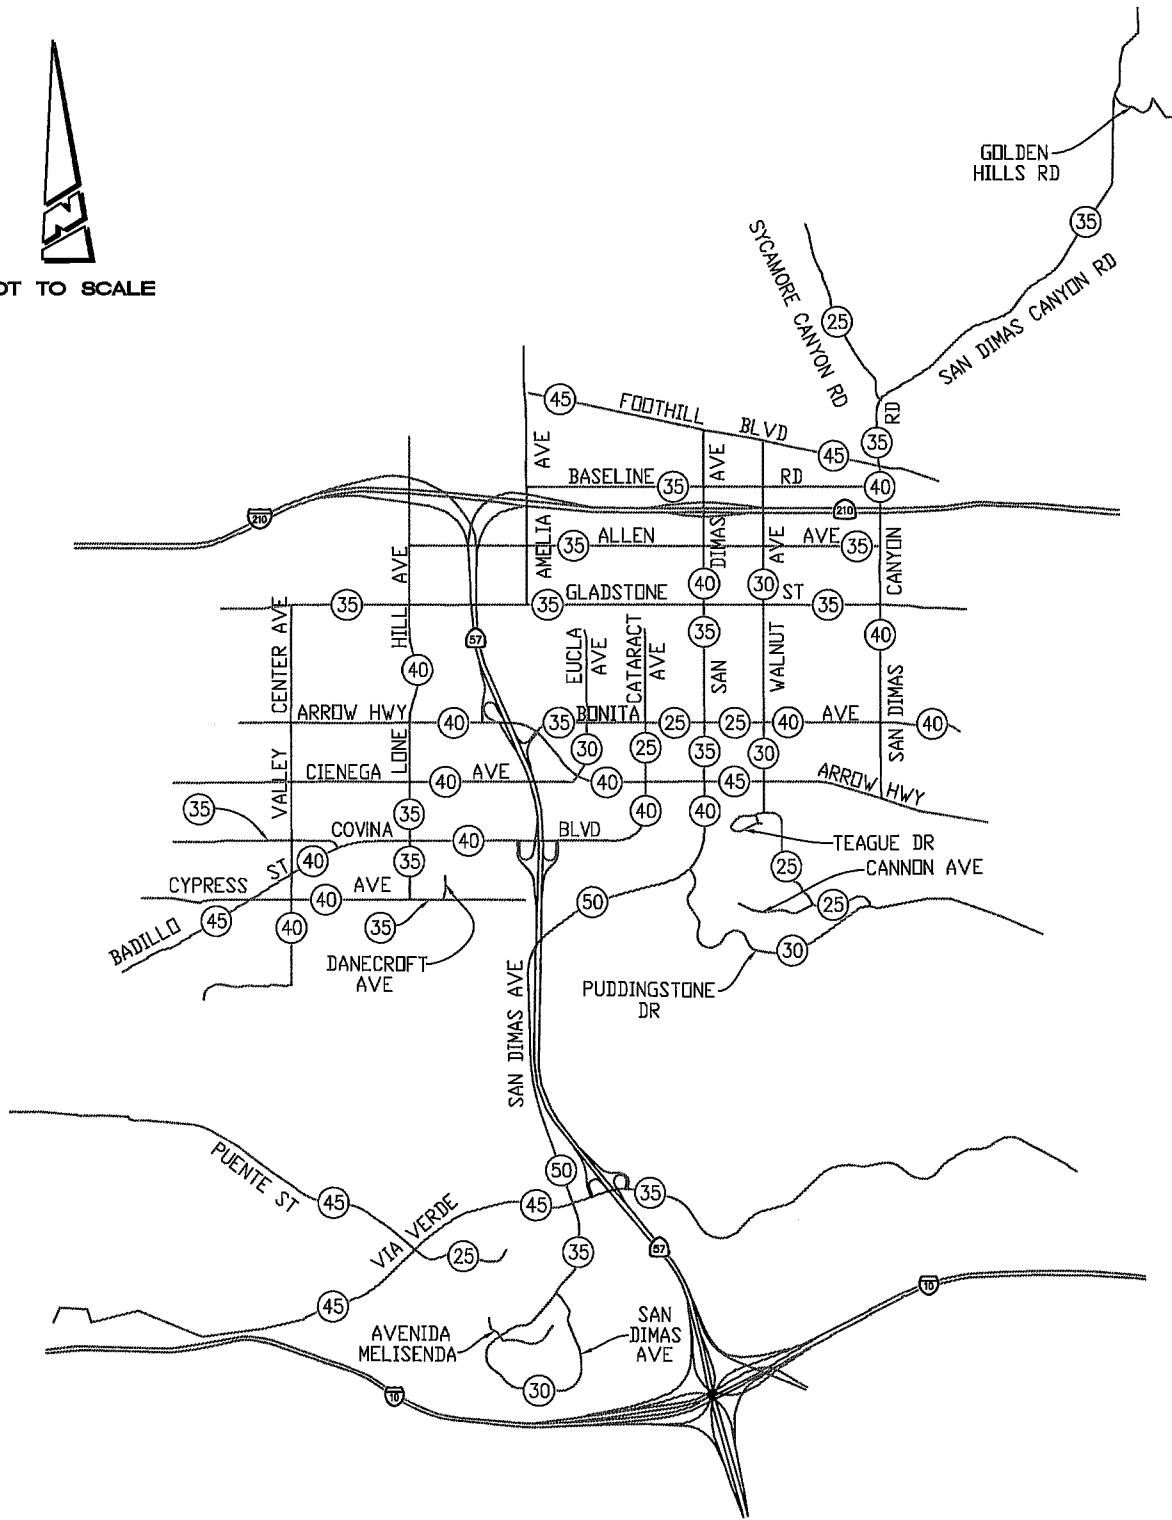 GOLDEN
HILLS RD
35
N
OT TO SCALE
SYCAMORE CANYON RD
25
SAN DIMAS CANYON RD
45
FOOTHILL BLVD
RD
35
45
AVE
AVE
BASELINE 35 RD
40
210
210
AMELIA
35
ALLEN
DIMAS
AVE
AVE
35
CANYON
AVE
40
30
35
35
GLADSTONE
ST
35
CENTER AVE
HILL
57
EUCLA
AVE
CATARACT
AVE
35
SAN
WALNUT
40
40
SAN DIMAS
ARROW HWY
40
35
BONITA
25
25
40
AVE
40
30
25
35
30
VALLEY
CIENEGA
LONE
40
AVE
40
45
ARROW HWY
35
35
40
40
COVINA
40
BLVD
TEAGUE DR
40
35
25
CANNON AVE
ST
CYPRESS
AVE
40
50
25
BADILLO
45
40
35
30
DANECROFT
AVE
SAN DIMAS AVE
PUDDINGSTONE
DR
PUENTE ST
50
45
VIA VERDE
45
35
25
35
57
10
45
AVENIDA
MELISENDA
SAN
DIMAS
AVE
30
10